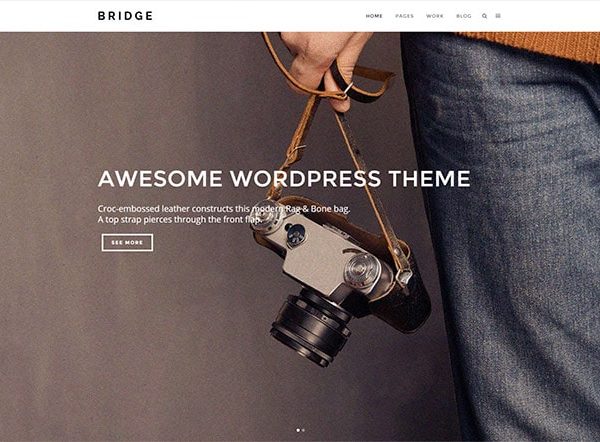 BRIDGE
HOME PAGES WORK BLOG
AWESOME WORDPRESS THEME
Croc-embossed leather constructs this modern Rag & Bone bag.
A top strap pierces through the front flap.
SEE MORE